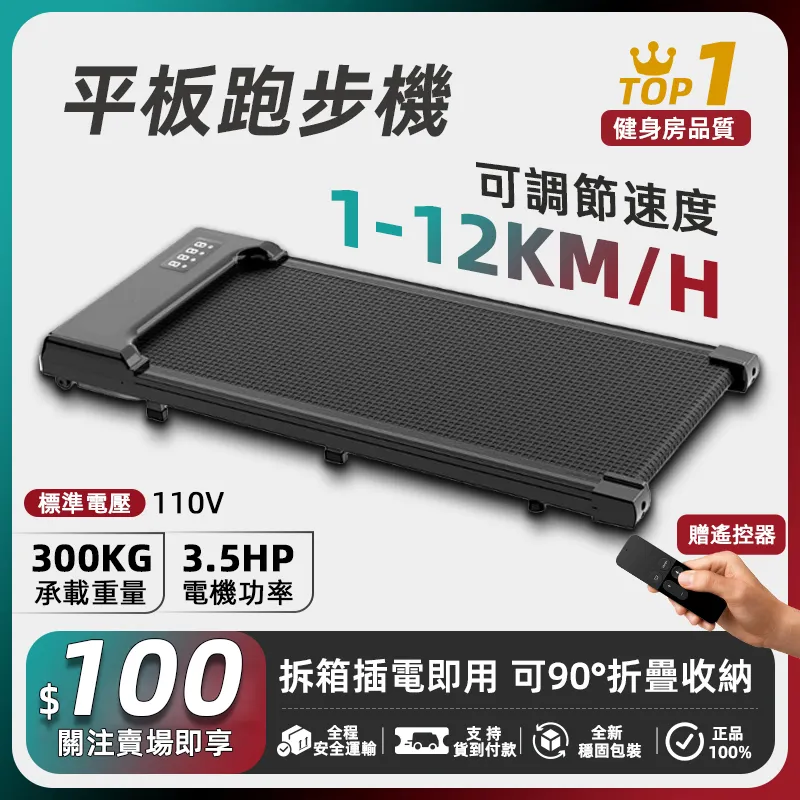 平板跑步機
TOP 1
健身房品質
可調節速度
1-12KM/H
8888
標準電壓 110V
300KG
承載重量
3.5HP
電機功率
贈遙控器
$100
關注賣場即享
拆箱插電即用 可90°折疊收納
全程
安全運輸
支持
貨到付款
全新
穩固包裝
正品
100%